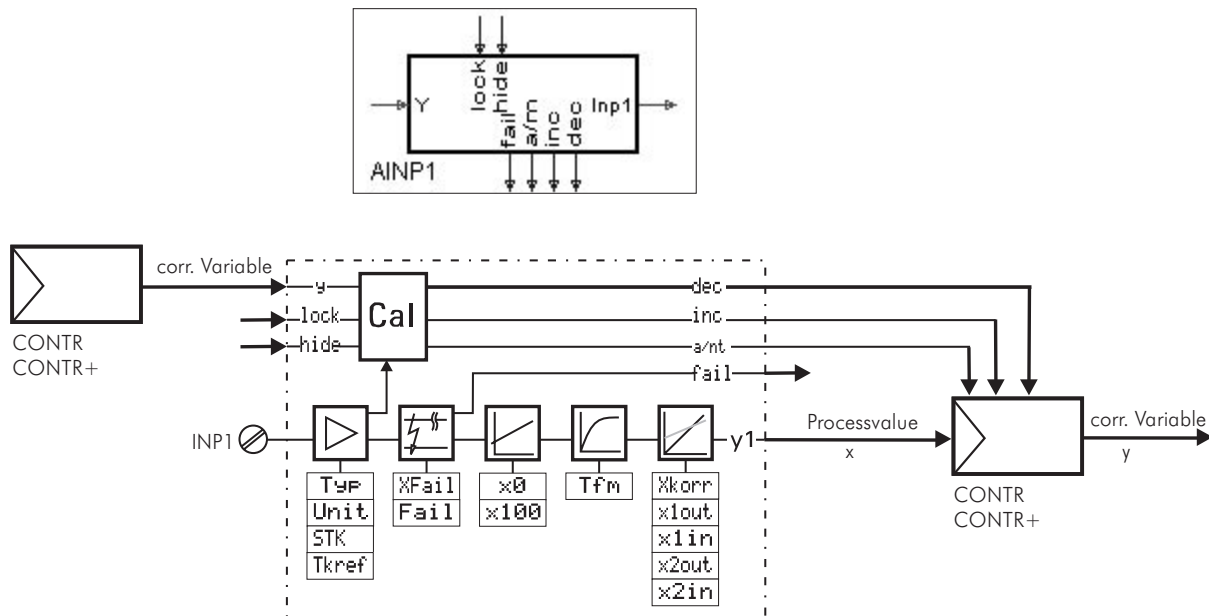 lock
hide
Y
Inp1
fail
a/m
inc
dec
AINP1
corr. Variable
y
dec
lock
Cal
inc
hide
a/nt
fail
CONTR
CONTR+
INP1
y1
Processvalue
x
corr. Variable
y
Typ
Unit
STK
Tkref
XFail
Fail
x0
x100
Tfm
Xkorr
x1out
x1in
x2out
x2in
CONTR
CONTR+